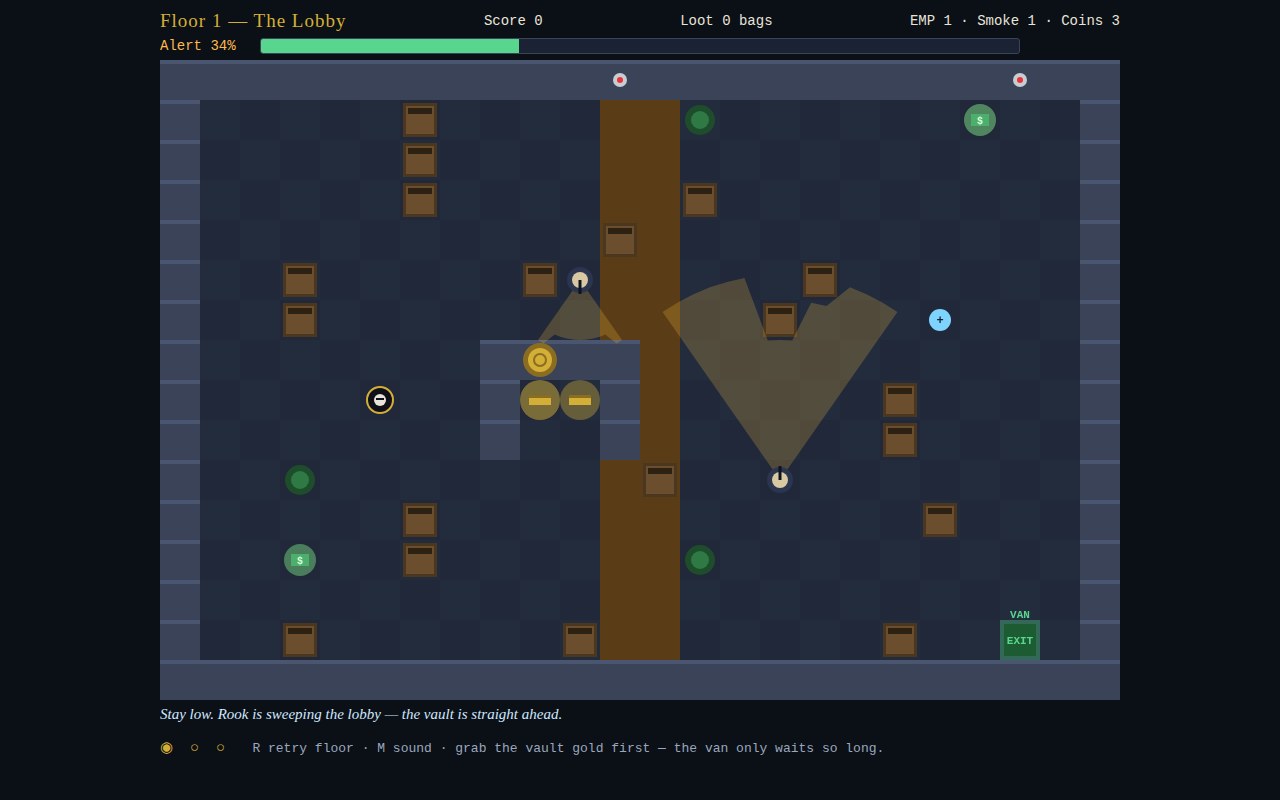 Floor 1 — The Lobby Score 0 Loot 0 bags EMP 1 · Smoke 1 · Coins 3
Alert 34%
$
+
$
VAN
EXIT
Stay low. Rook is sweeping the lobby — the vault is straight ahead.
R retry floor · M sound · grab the vault gold first — the van only waits so long.